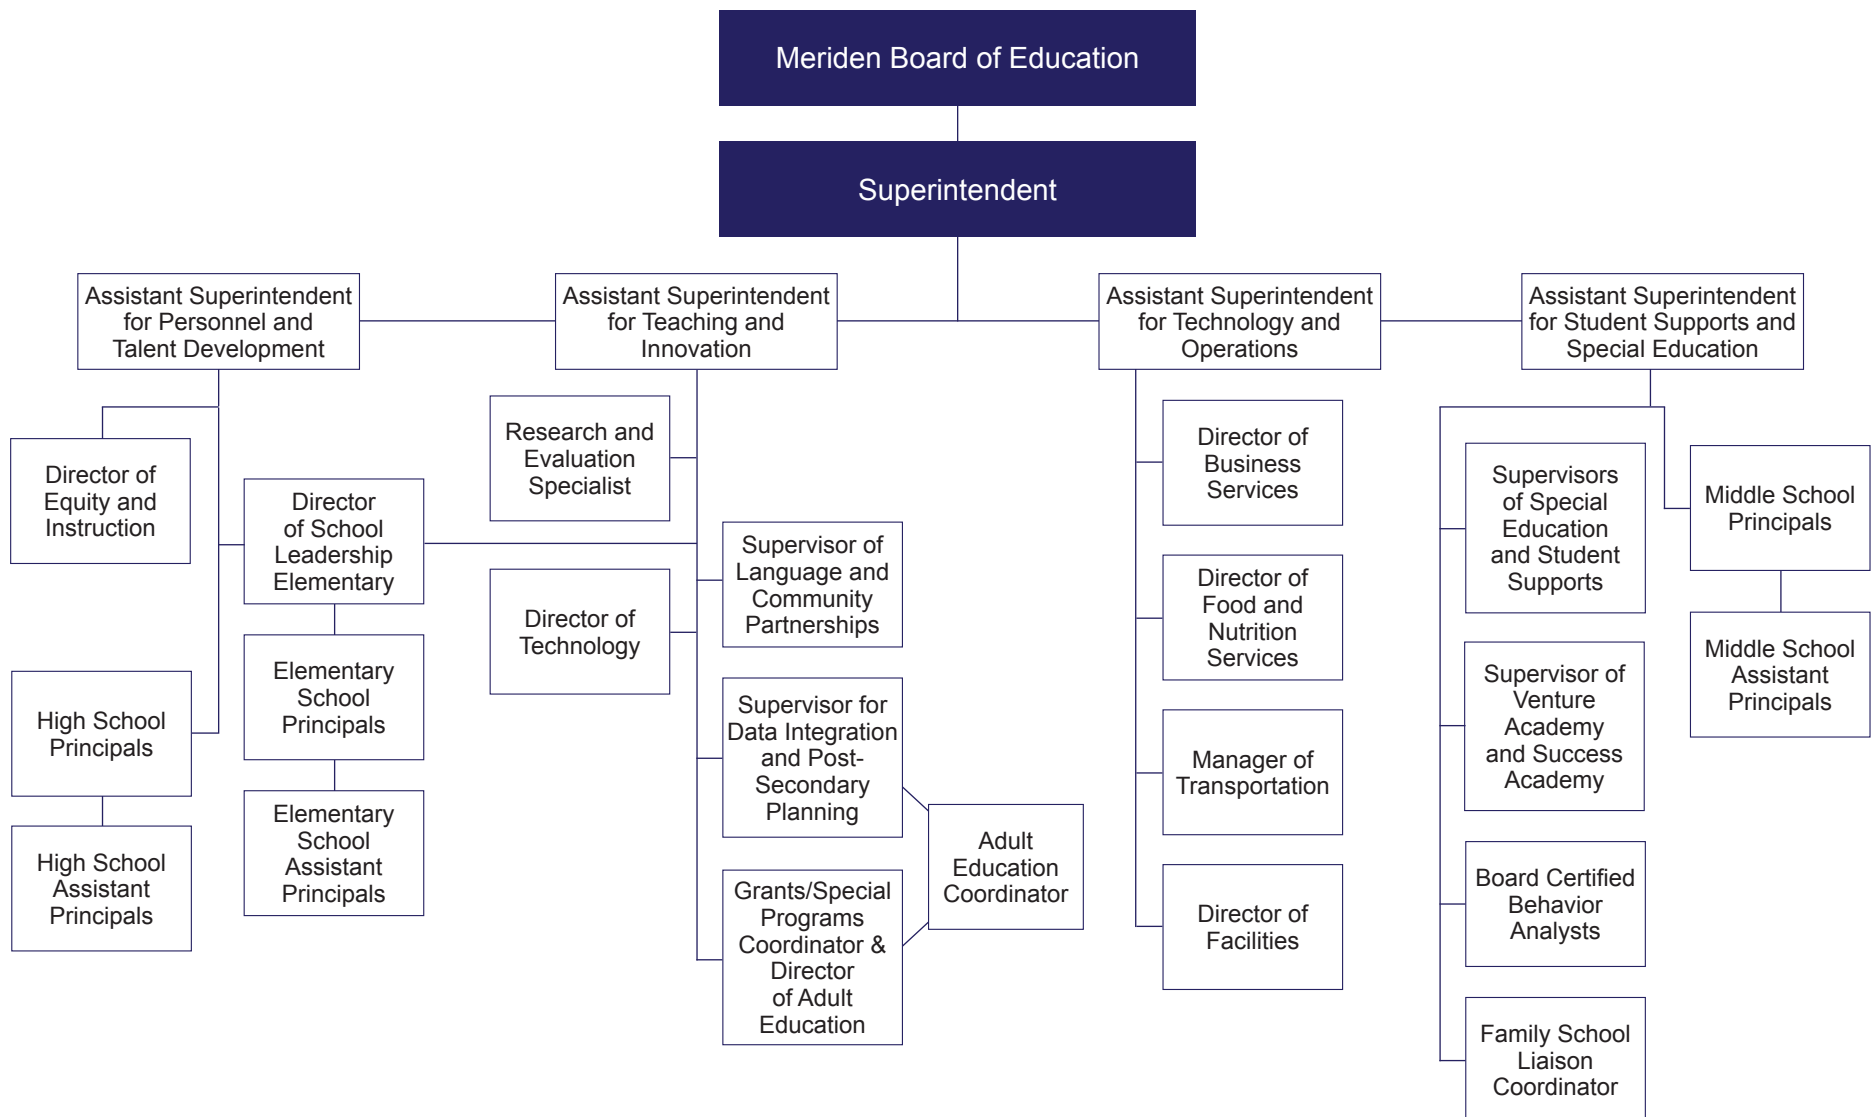 Meriden Board of Education
Superintendent
Assistant Superintendent
for Personnel and
Talent Development
Assistant Superintendent
for Teaching and
Innovation
Assistant Superintendent
for Technology and
Operations
Assistant Superintendent
for Student Supports and
Special Education
Director of
Equity and
Instruction
Director
of School
Leadership
Elementary
High School
Principals
Elementary
School
Principals
High School
Assistant
Principals
Elementary
School
Assistant
Principals
Research and
Evaluation
Specialist
Supervisor of
Language and
Community
Partnerships
Director of
Technology
Supervisor for
Data Integration
and Post-
Secondary
Planning
Adult
Education
Coordinator
Grants/Special
Programs
Coordinator &
Director
of Adult
Education
Director of
Business
Services
Director of
Food and
Nutrition
Services
Manager of
Transportation
Director of
Facilities
Supervisors
of Special
Education
and Student
Supports
Middle School
Principals
Supervisor of
Venture
Academy
and Success
Academy
Middle School
Assistant
Principals
Board Certified
Behavior
Analysts
Family School
Liaison
Coordinator